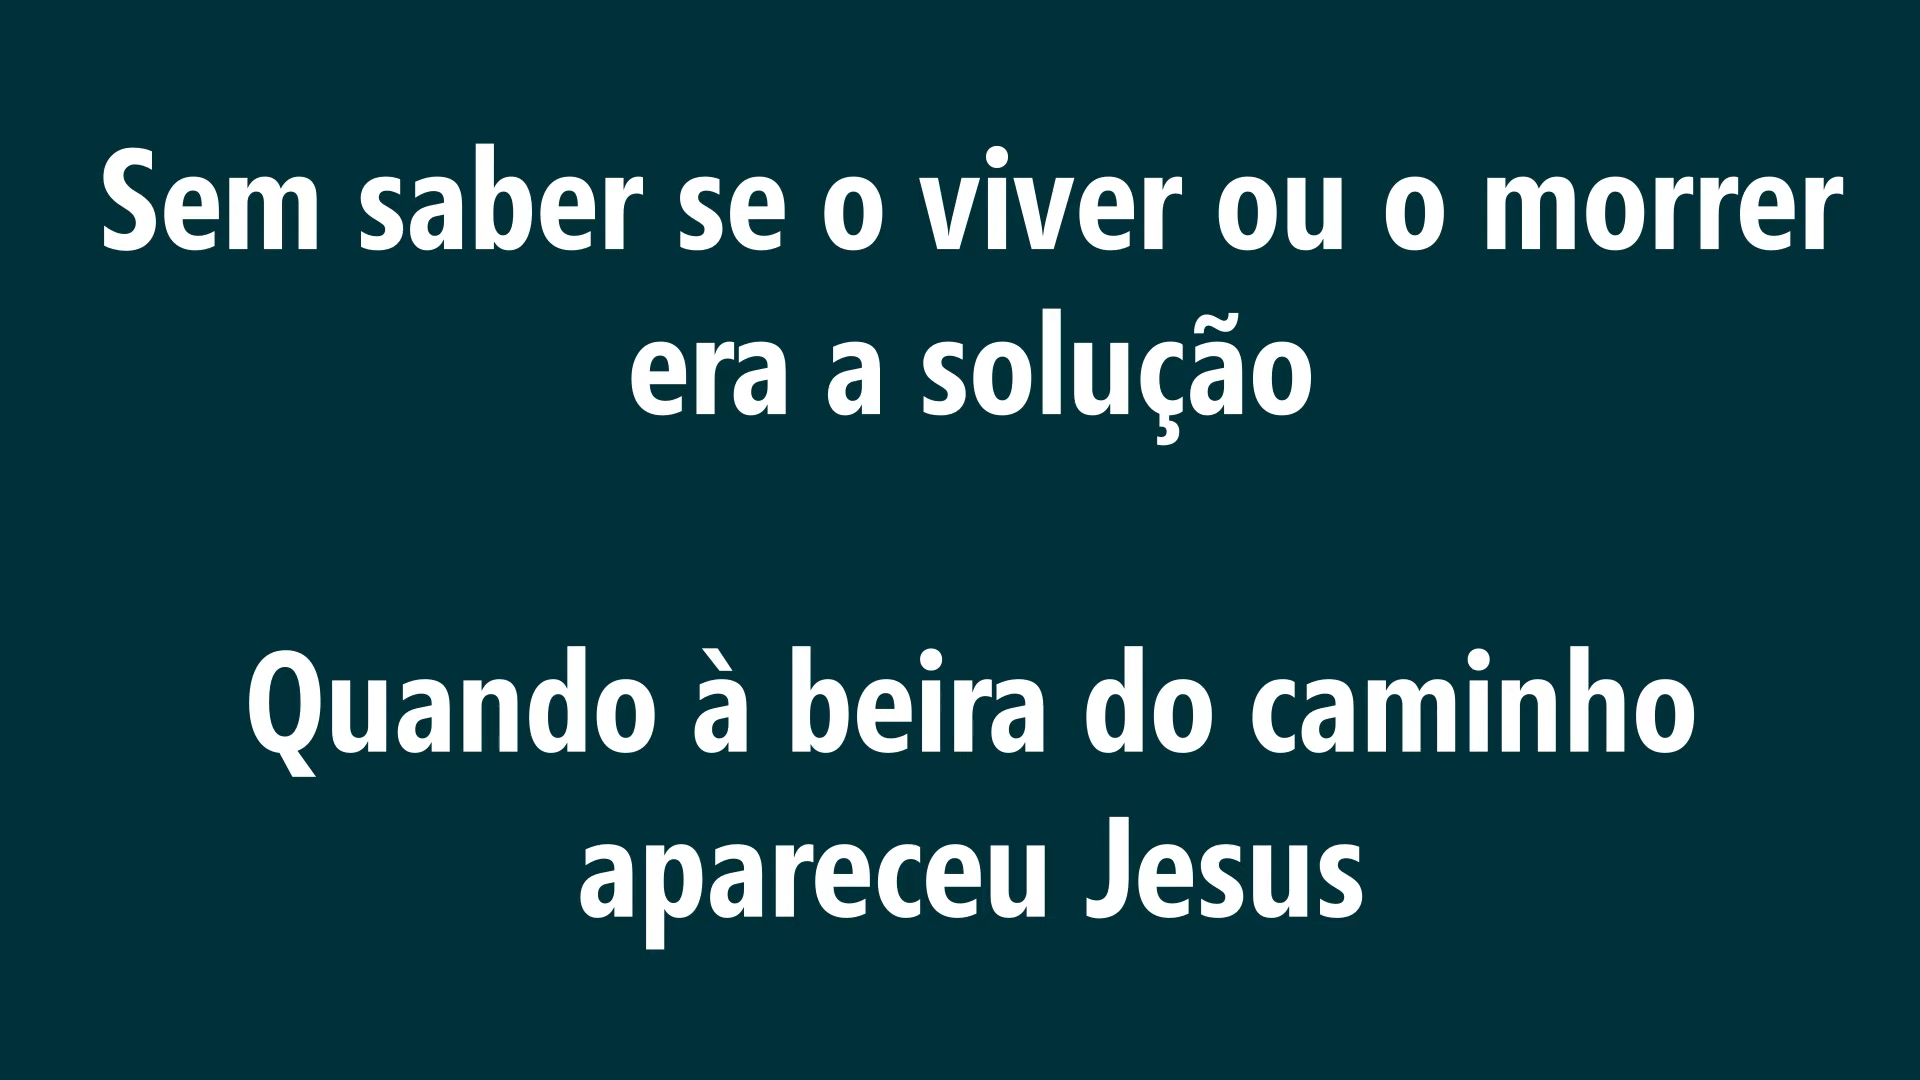 Sem saber se o viver ou o morrer
era a solução
Quando à beira do caminho
apareceu Jesus